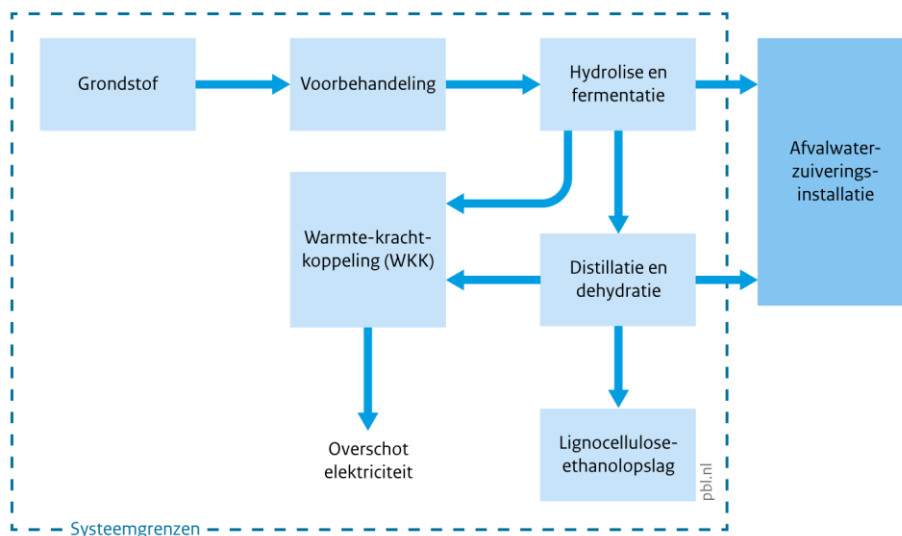 Grondstof
Voorbehandeling
Hydrolise en
fermentatie
Afvalwater-
zuiverings-
installatie
Warmte-kracht-
koppeling (WKK)
Distillatie en
dehydratie
Overschot
elektriciteit
Lignocellulose-
ethanolopslag
pbl.nl
Systeemgrenzen